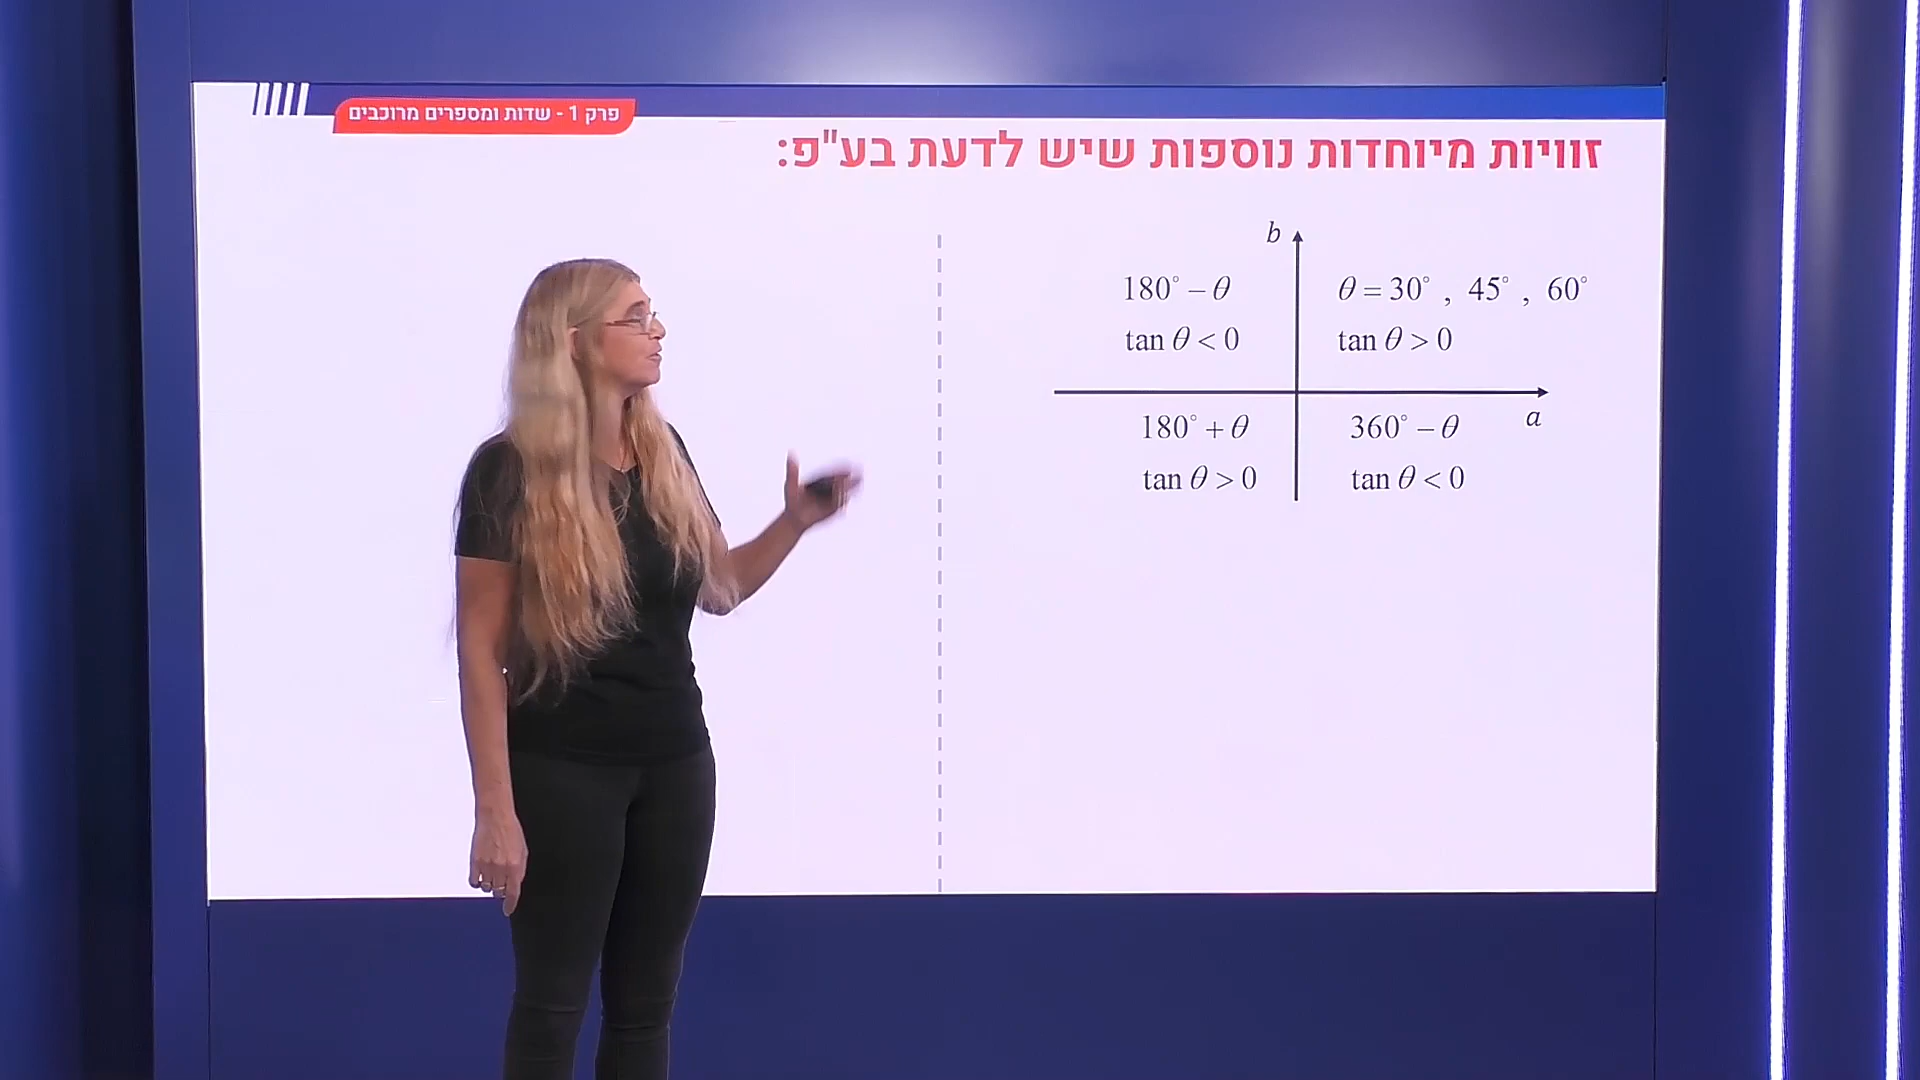 פרק 1 - שדות ומספרים מרוכבים
זוויות מיוחדות נוספות שיש לדעת בע"פ:
b
180° − θ
tan θ < 0
θ = 30° , 45° , 60°
tan θ > 0
a
180° + θ
tan θ > 0
360° − θ
tan θ < 0